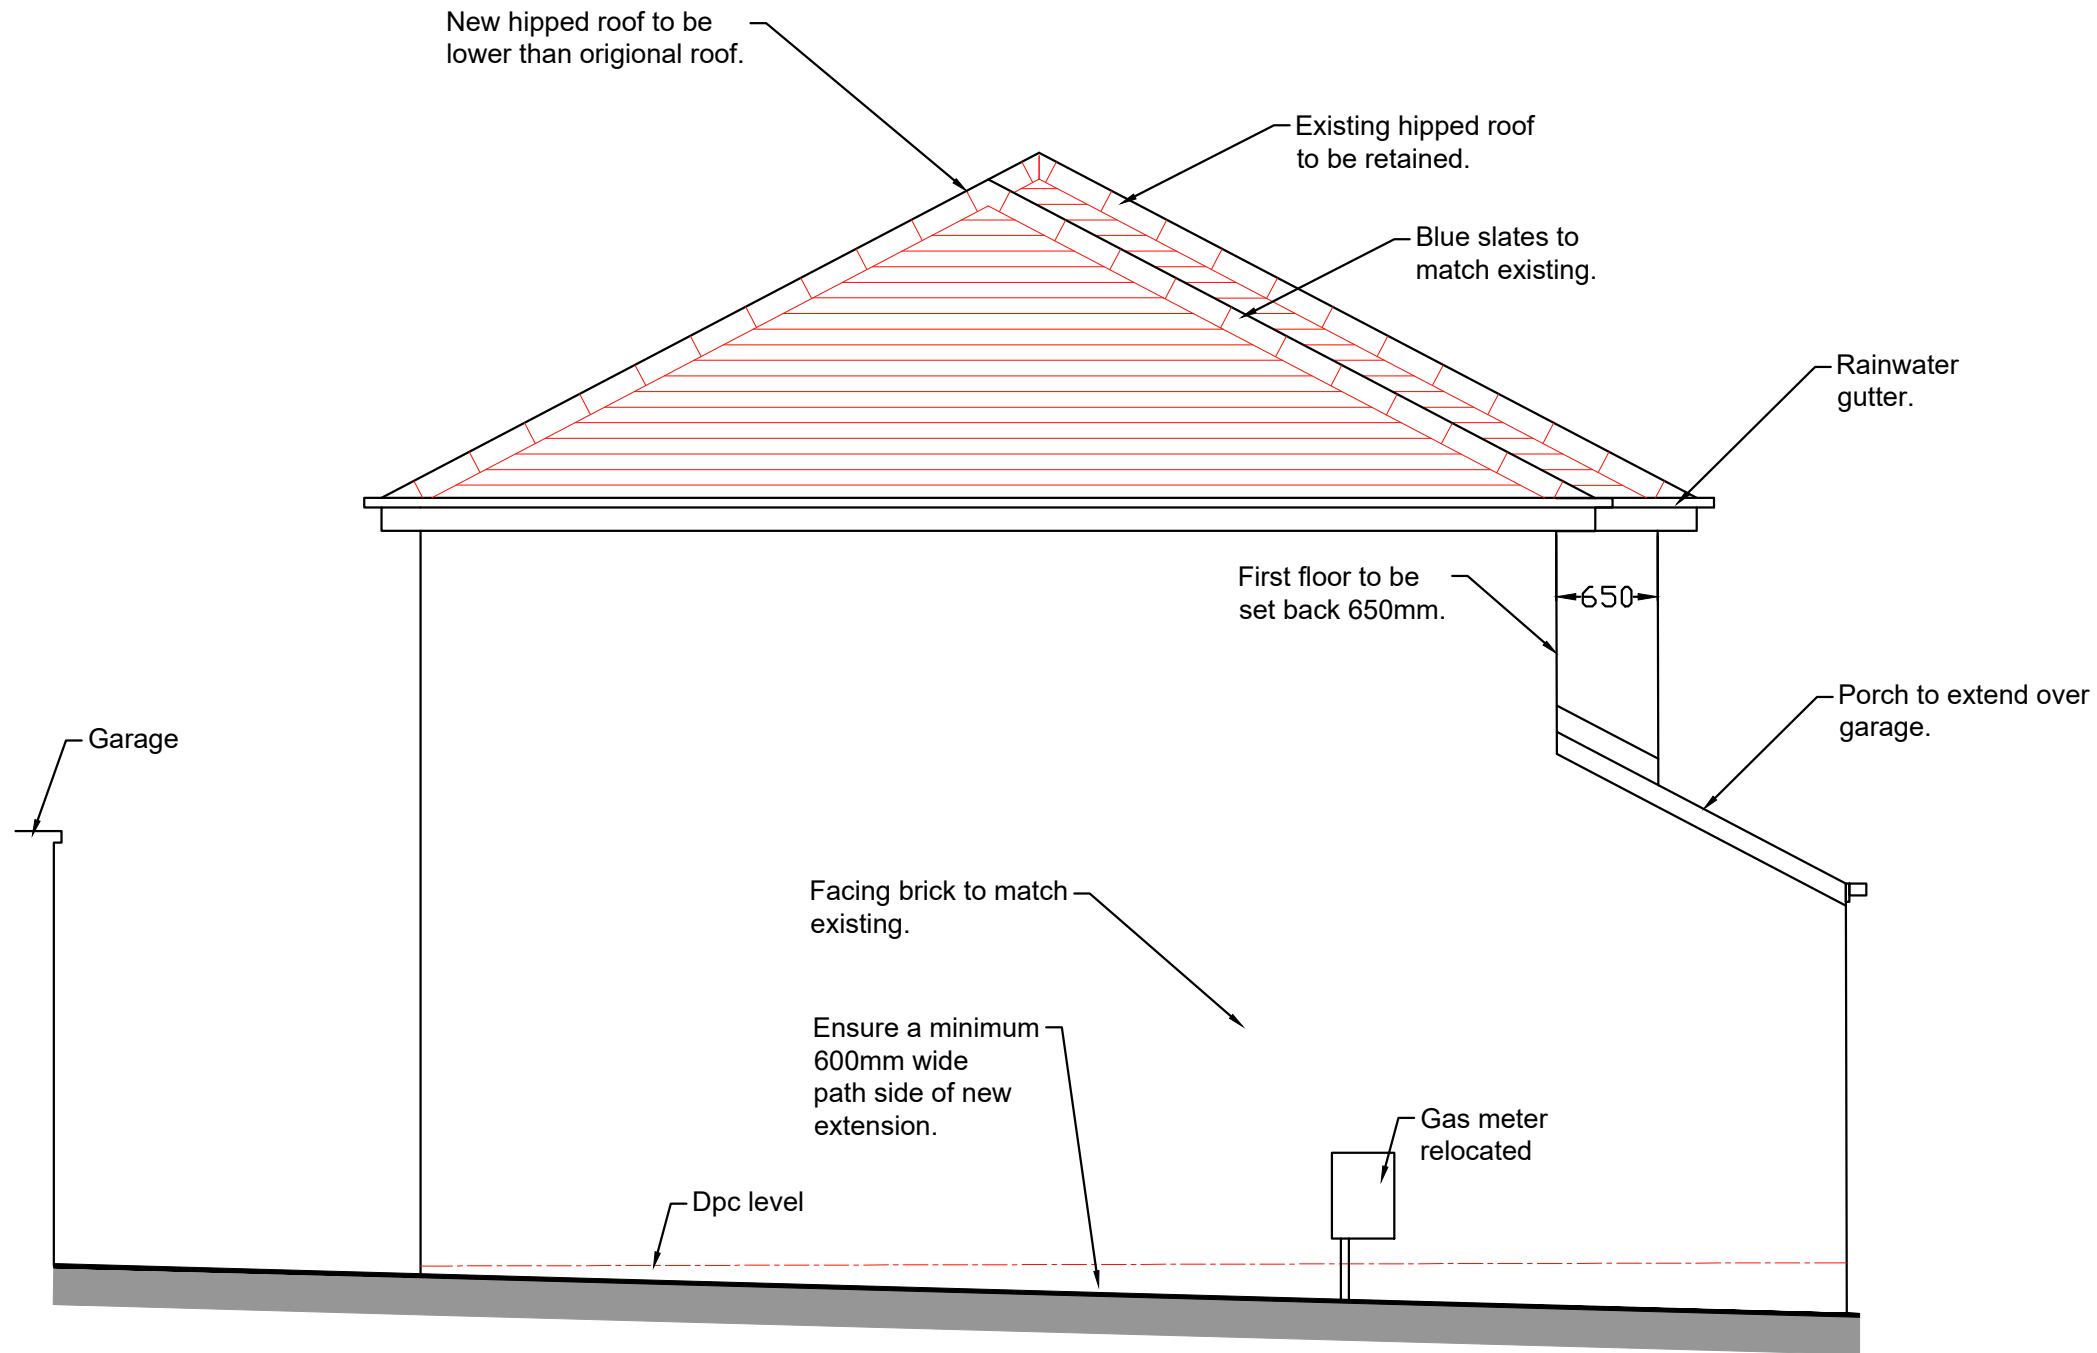 New hipped roof to be
lower than origional roof.
Existing hipped roof
to be retained.
Blue slates to
match existing.
Rainwater
gutter.
First floor to be
set back 650mm.
650
Porch to extend over
garage.
Garage
Facing brick to match
existing.
Ensure a minimum
600mm wide
path side of new
extension.
Gas meter
relocated
Dpc level